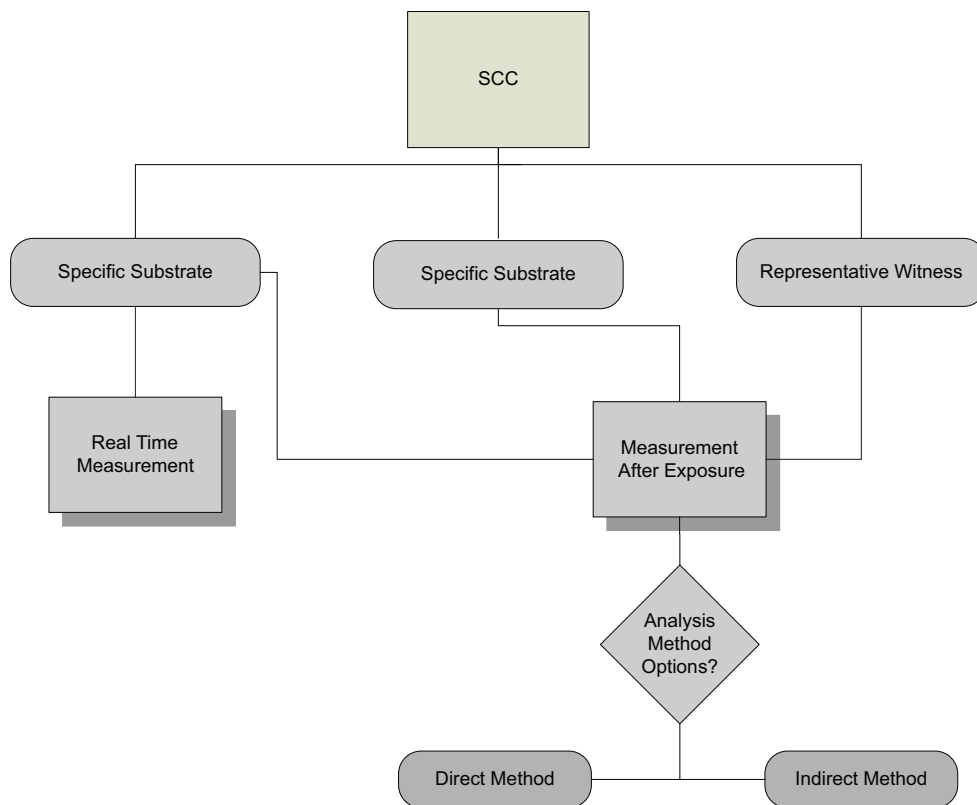 SCC
Specific Substrate
Specific Substrate
Representative Witness
Real Time
Measurement
Measurement
After Exposure
Analysis
Method
Options?
Direct Method
Indirect Method